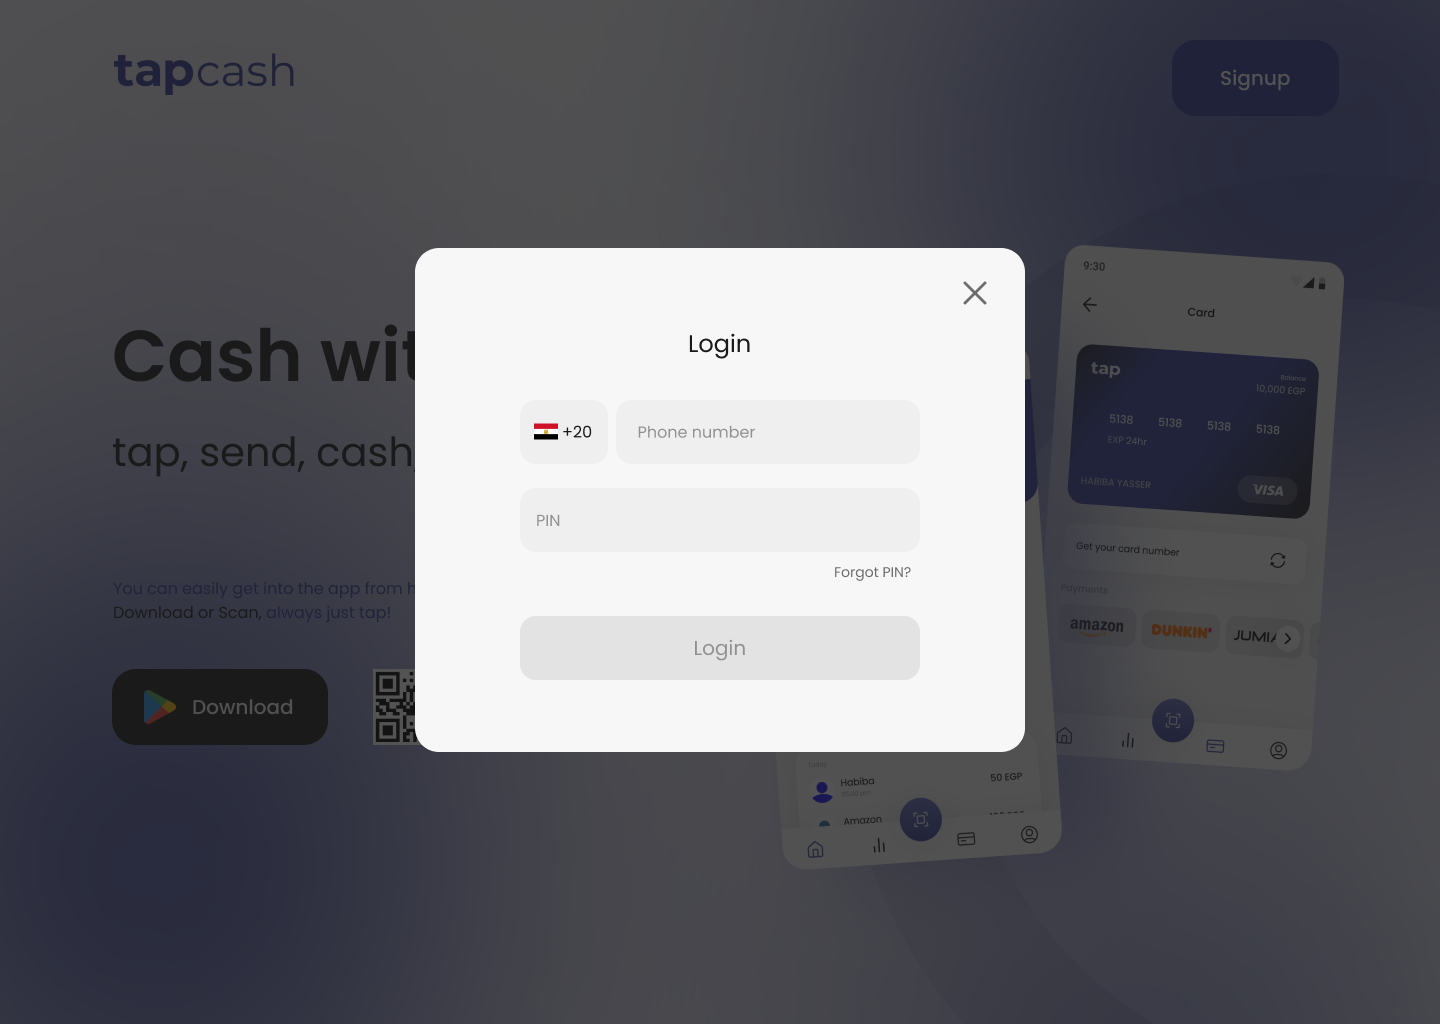 tapcash
Signup
Cash wit
tap, send, cash,
You can easily get into the app from h
Download or Scan, always just tap!
Download
Login
+20
Phone number
PIN
Forgot PIN?
Login
9:30
Card
tap
Balance
10,000 EGP
5138 5138 5138 5138
EXP 24hr
HABIBA YASSER
VISA
Get your card number
Payments
amazon
DUNKIN'
JUMIA
Today
Habiba
50 EGP
Amazon